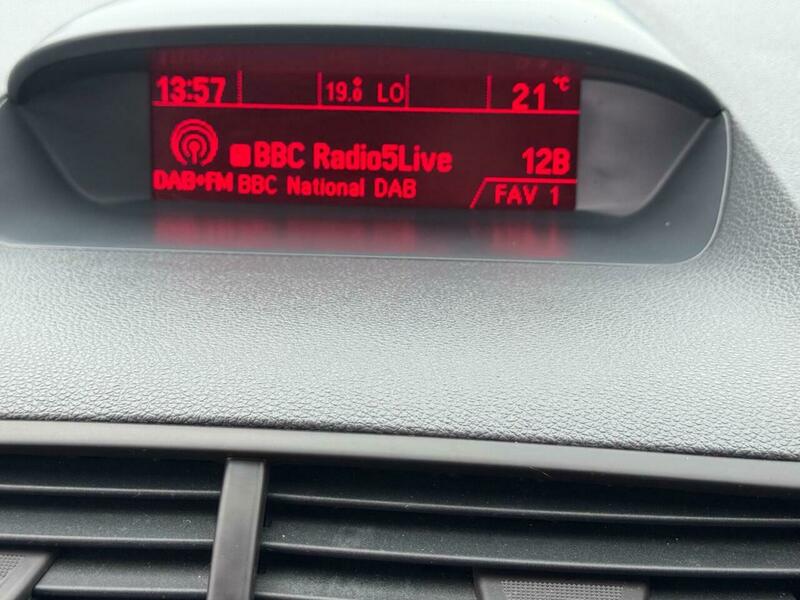 13:57 19.0° LO 21 °C
BBC Radio5Live 12B
DAB+FM BBC National DAB FAV 1